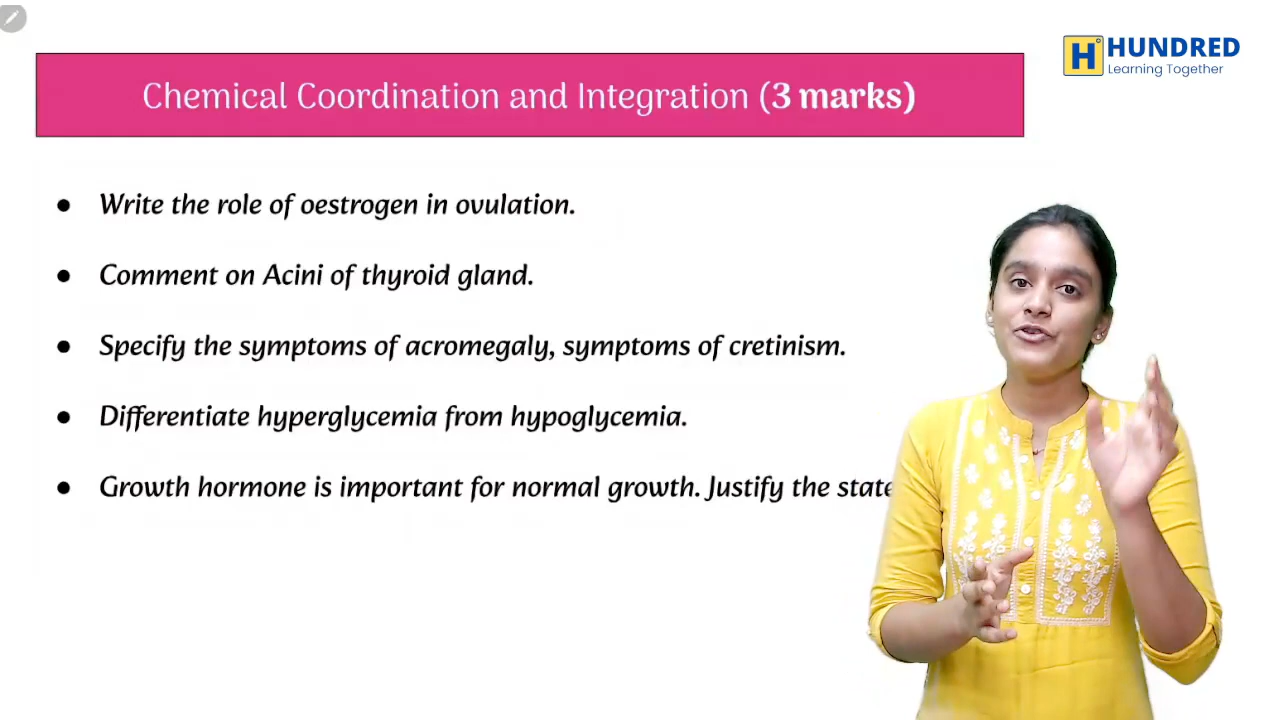 HUNDRED
Learning Together
Chemical Coordination and Integration (3 marks)
● Write the role of oestrogen in ovulation.
● Comment on Acini of thyroid gland.
● Specify the symptoms of acromegaly, symptoms of cretinism.
● Differentiate hyperglycemia from hypoglycemia.
● Growth hormone is important for normal growth. Justify the state